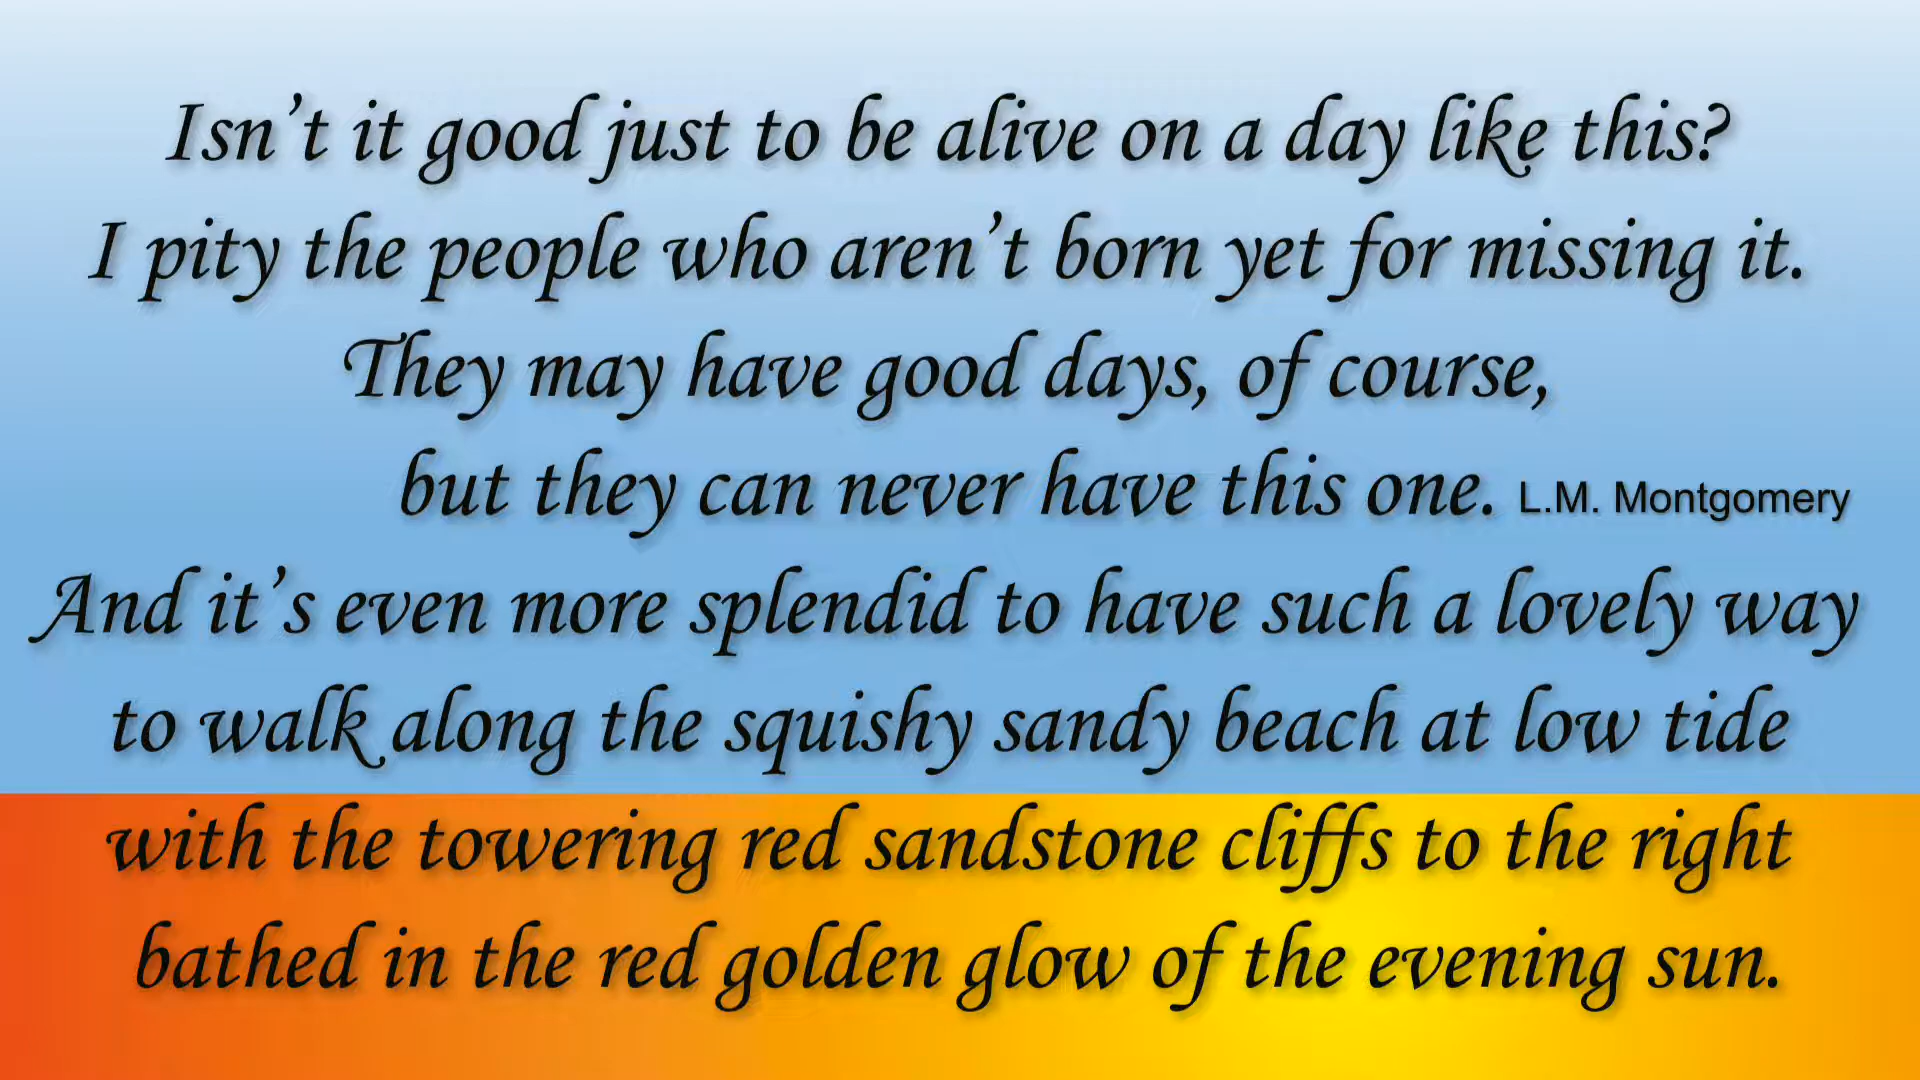 Isn’t it good just to be alive on a day like this?
I pity the people who aren’t born yet for missing it.
They may have good days, of course,
but they can never have this one. L.M. Montgomery
And it’s even more splendid to have such a lovely way
to walk along the squishy sandy beach at low tide
with the towering red sandstone cliffs to the right
bathed in the red golden glow of the evening sun.